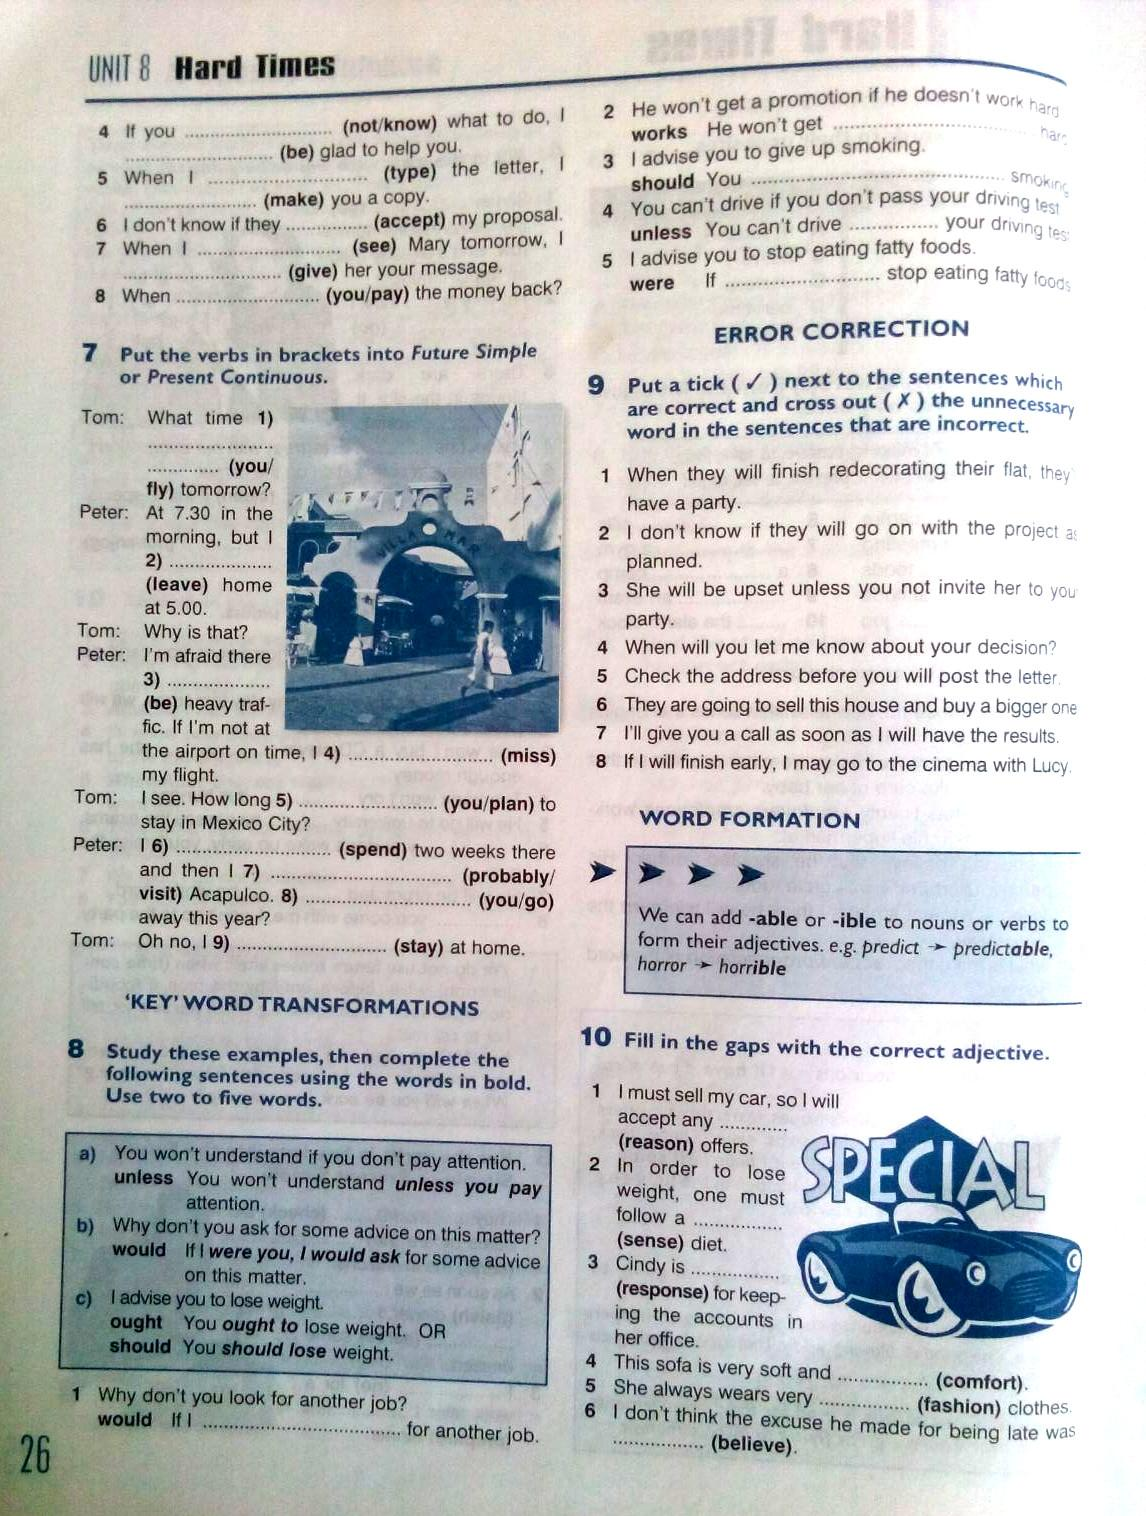 UNIT 8 Hard Times
4 If you .............................. (not/know) what to do, I
.............................. (be) glad to help you.
5 When I .............................. (type) the letter, I
.......................... (make) you a copy.
6 I don't know if they ................ (accept) my proposal.
7 When I .............................. (see) Mary tomorrow, I
................................ (give) her your message.
8 When ............................. (you/pay) the money back?
7 Put the verbs in brackets into Future Simple
or Present Continuous.
Tom: What time 1)
..........................
............... (you/
fly) tomorrow?
Peter: At 7.30 in the
morning, but I
2) .....................
(leave) home
at 5.00.
Tom: Why is that?
Peter: I'm afraid there
3) .....................
(be) heavy traf-
fic. If I'm not at
the airport on time, I 4) ............................. (miss)
my flight.
Tom: I see. How long 5) ............................ (you/plan) to
stay in Mexico City?
Peter: I 6) ............................... (spend) two weeks there
and then I 7) .................................... (probably/
visit) Acapulco. 8) ................................. (you/go)
away this year?
Tom: Oh no, I 9) .............................. (stay) at home.
VILLA MAR
'KEY' WORD TRANSFORMATIONS
8 Study these examples, then complete the
following sentences using the words in bold.
Use two to five words.
a) You won't understand if you don't pay attention.
unless You won't understand unless you pay
attention.
b) Why don't you ask for some advice on this matter?
would If I were you, I would ask for some advice
on this matter.
c) I advise you to lose weight.
ought You ought to lose weight. OR
should You should lose weight.
1 Why don't you look for another job?
would If I ........................................ for another job.
26
2 He won't get a promotion if he doesn't work hard
works He won't get .......................................... hard
3 I advise you to give up smoking.
should You .................................................. smoking
4 You can't drive if you don't pass your driving test
unless You can't drive .................. your driving tes
5 I advise you to stop eating fatty foods.
were If .............................. stop eating fatty foods
ERROR CORRECTION
9 Put a tick ( ✓ ) next to the sentences which
are correct and cross out ( ✗ ) the unnecessary
word in the sentences that are incorrect.
1 When they will finish redecorating their flat, they
have a party.
2 I don't know if they will go on with the project as
planned.
3 She will be upset unless you not invite her to you
party.
4 When will you let me know about your decision?
5 Check the address before you will post the letter.
6 They are going to sell this house and buy a bigger one
7 I'll give you a call as soon as I will have the results.
8 If I will finish early, I may go to the cinema with Lucy.
WORD FORMATION
We can add -able or -ible to nouns or verbs to
form their adjectives. e.g. predict → predictable,
horror → horrible
10 Fill in the gaps with the correct adjective.
1 I must sell my car, so I will
accept any ..............
(reason) offers.
2 In order to lose
weight, one must
follow a ..................
(sense) diet.
3 Cindy is ..................
(response) for keep-
ing the accounts in
her office.
4 This sofa is very soft and .................. (comfort).
5 She always wears very .................. (fashion) clothes.
6 I don't think the excuse he made for being late was
.................. (believe).
SPECIAL